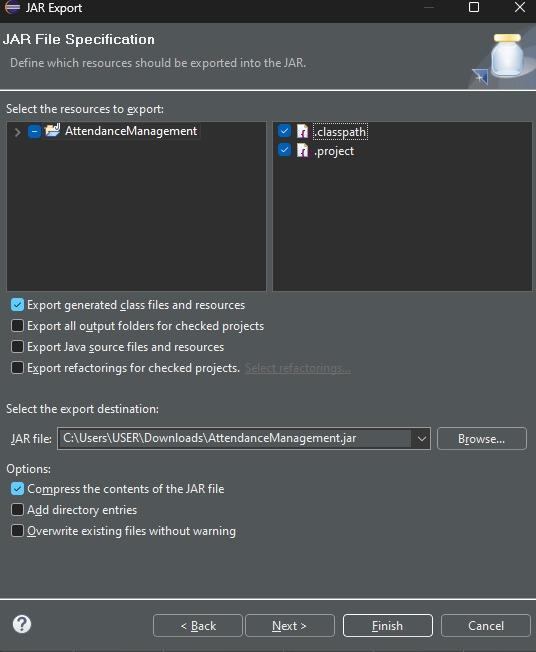 JAR Export
JAR File Specification
Define which resources should be exported into the JAR.
Select the resources to export:
AttendanceManagement
.classpath
.project
Export generated class files and resources
Export all output folders for checked projects
Export Java source files and resources
Export refactorings for checked projects. Select refactorings...
Select the export destination:
JAR file: C:\Users\USER\Downloads\AttendanceManagement.jar Browse...
Options:
Compress the contents of the JAR file
Add directory entries
Overwrite existing files without warning
? < Back Next > Finish Cancel